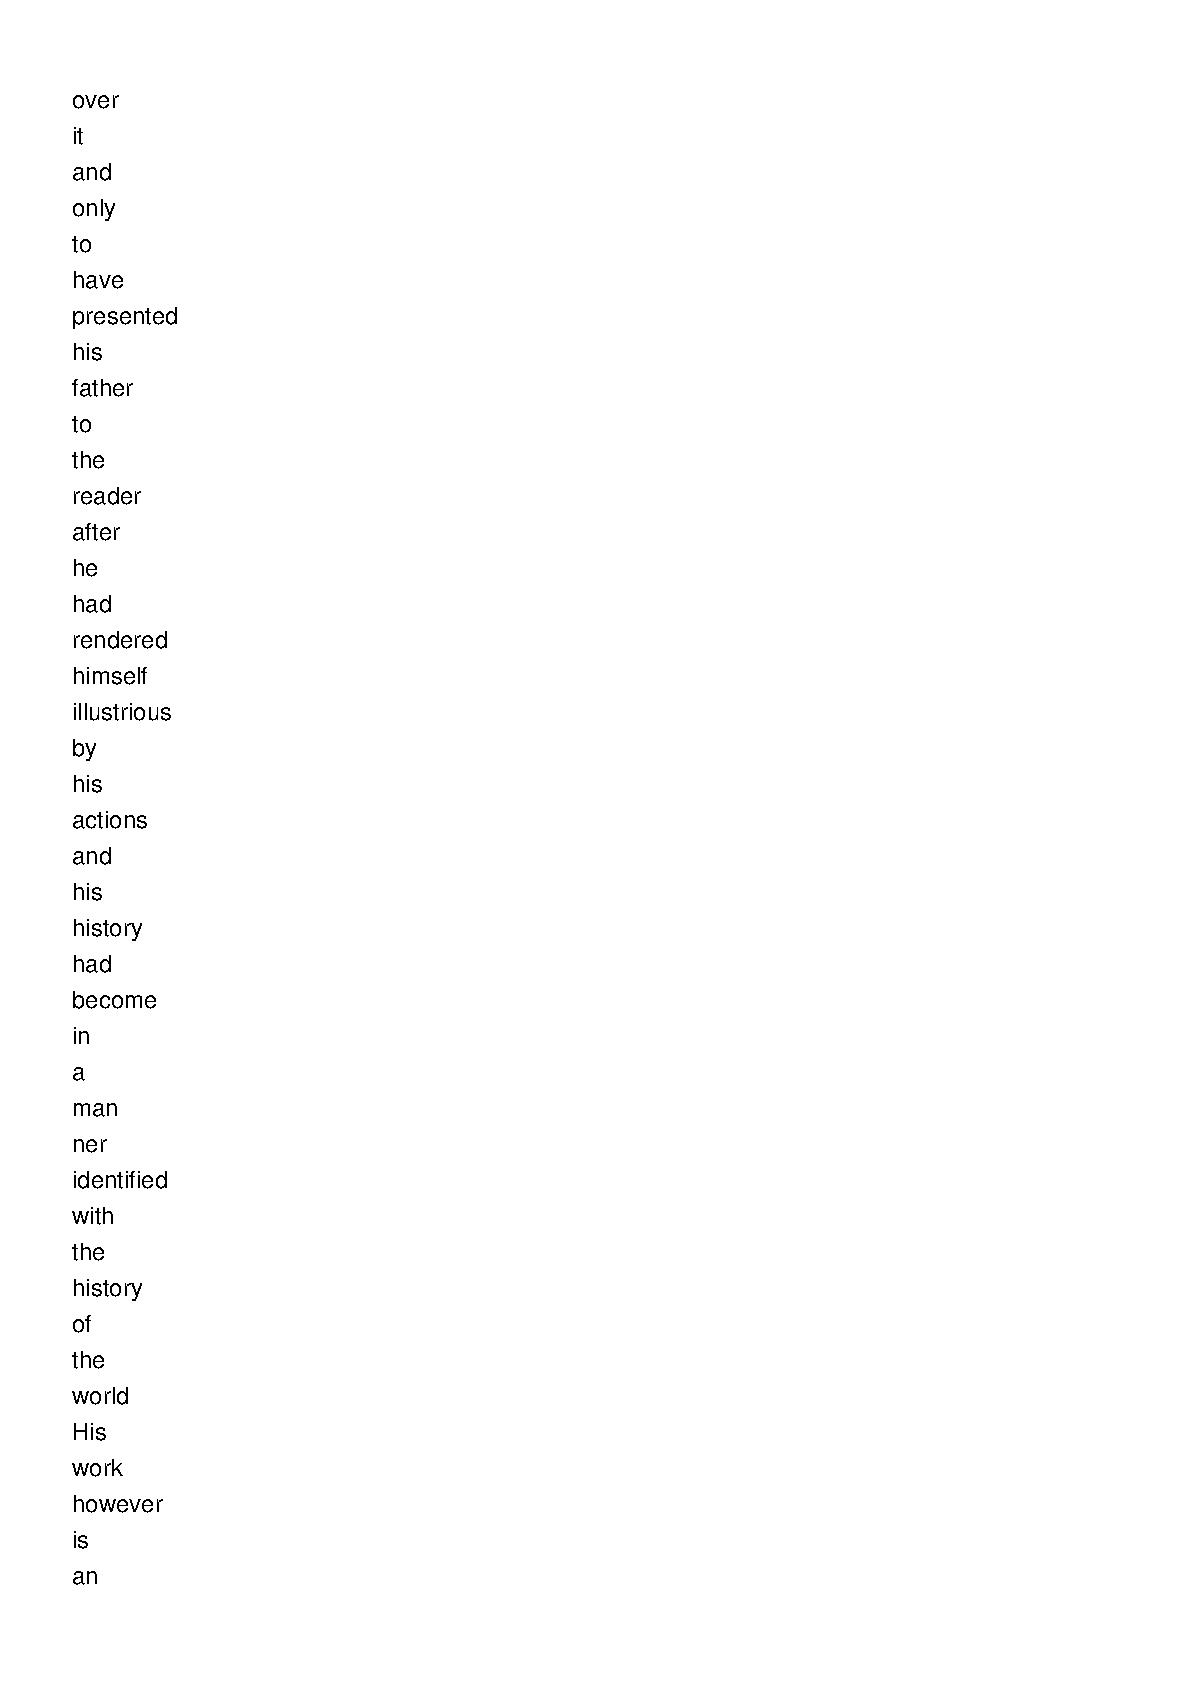 over
it
and
only
to
have
presented
his
father
to
the
reader
after
he
had
rendered
himself
illustrious
by
his
actions
and
his
history
had
become
in
a
man
ner
identified
with
the
history
of
the
world
His
work
however
is
an